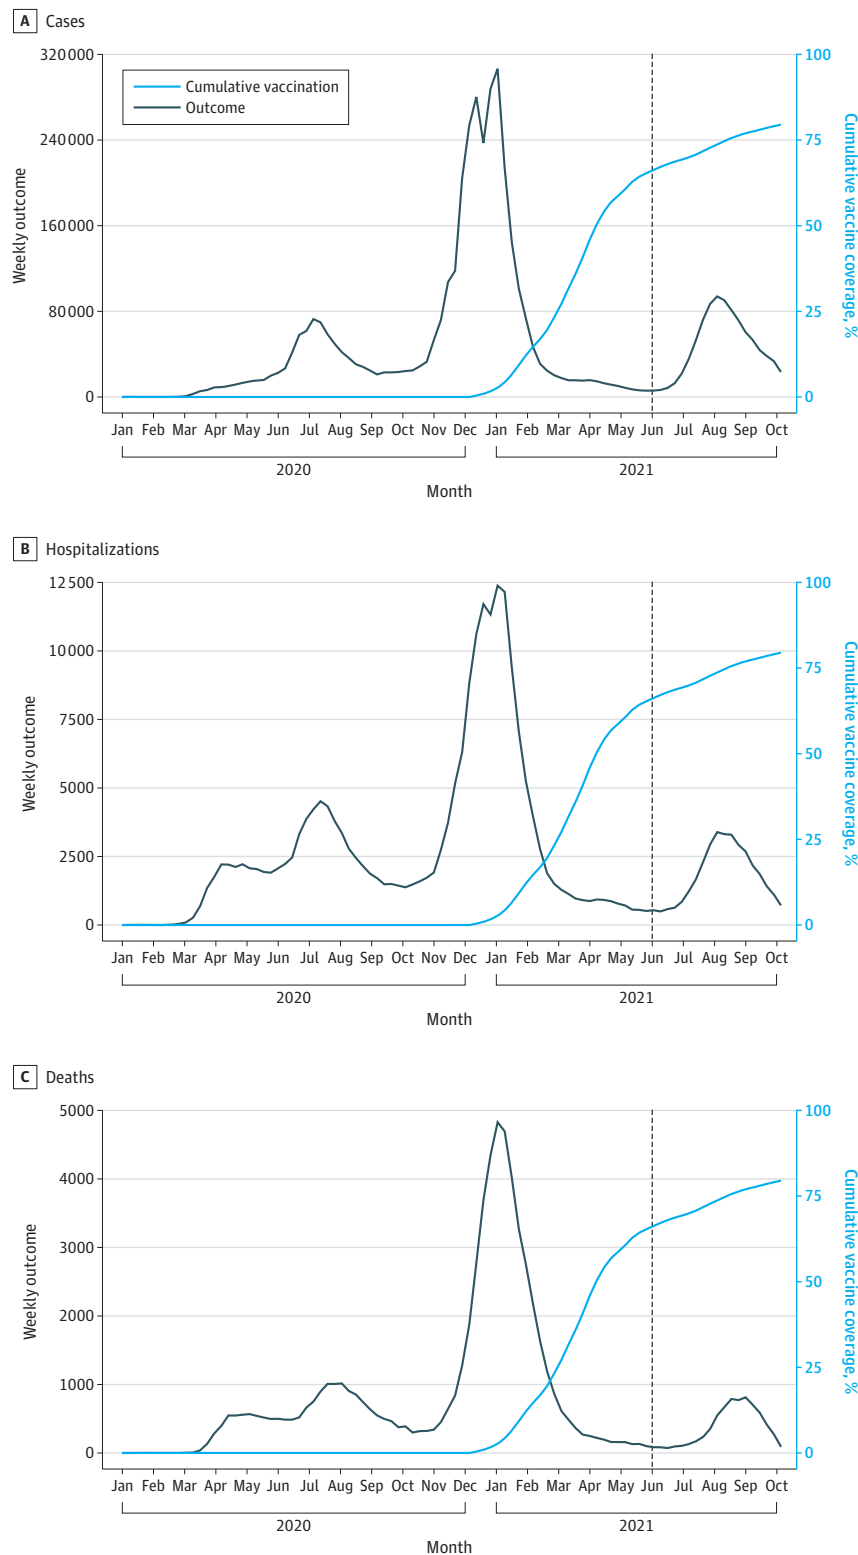 A Cases
320000
240000
160000
80000
0
Weekly outcome
Cumulative vaccination
Outcome
100
75
50
25
0
Cumulative vaccine coverage, %
Jan Feb Mar Apr May Jun Jul Aug Sep Oct Nov Dec Jan Feb Mar Apr May Jun Jul Aug Sep Oct
2020 2021
Month
B Hospitalizations
12500
10000
7500
5000
2500
0
Weekly outcome
100
75
50
25
0
Cumulative vaccine coverage, %
Jan Feb Mar Apr May Jun Jul Aug Sep Oct Nov Dec Jan Feb Mar Apr May Jun Jul Aug Sep Oct
2020 2021
Month
C Deaths
5000
4000
3000
2000
1000
0
Weekly outcome
100
75
50
25
0
Cumulative vaccine coverage, %
Jan Feb Mar Apr May Jun Jul Aug Sep Oct Nov Dec Jan Feb Mar Apr May Jun Jul Aug Sep Oct
2020 2021
Month